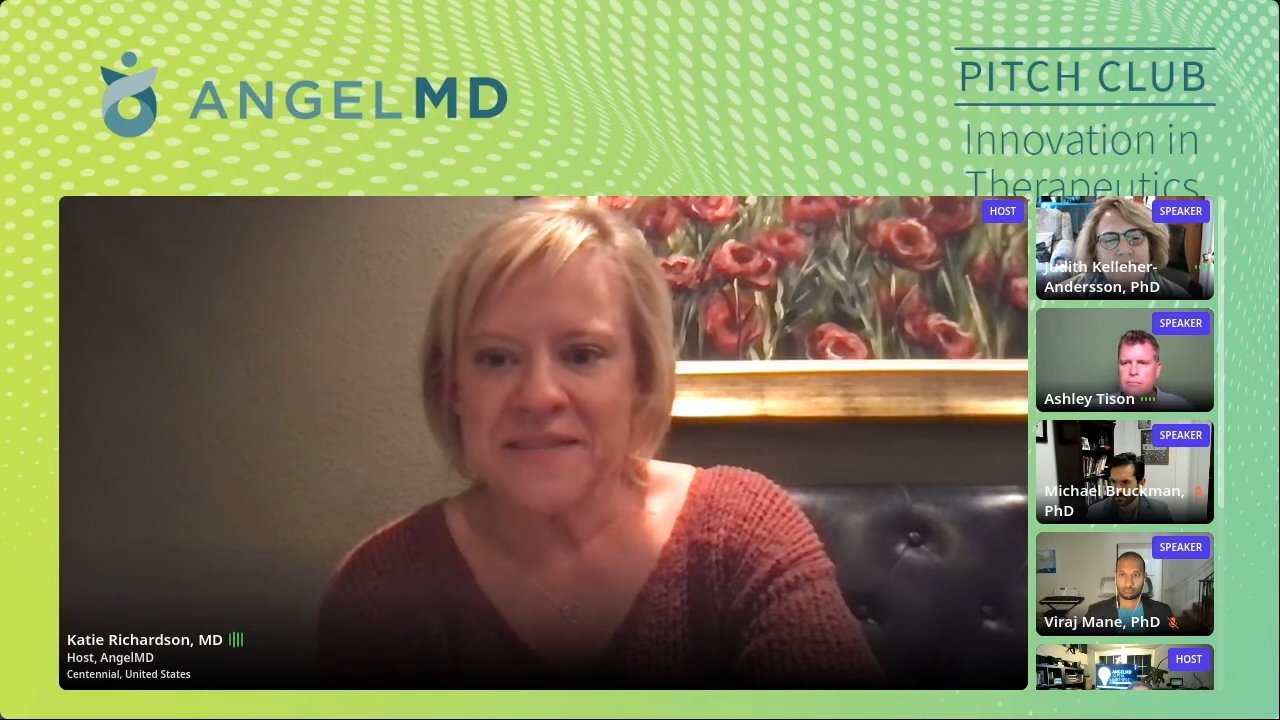 ANGELMD
PITCH CLUB
Innovation in
Therapeutics
HOST
Katie Richardson, MD
Host, AngelMD
Centennial, United States
SPEAKER
Judith Kelleher-
Andersson, PhD
SPEAKER
Ashley Tison
SPEAKER
Michael Bruckman,
PhD
SPEAKER
Viraj Mane, PhD
HOST
ANGELMD